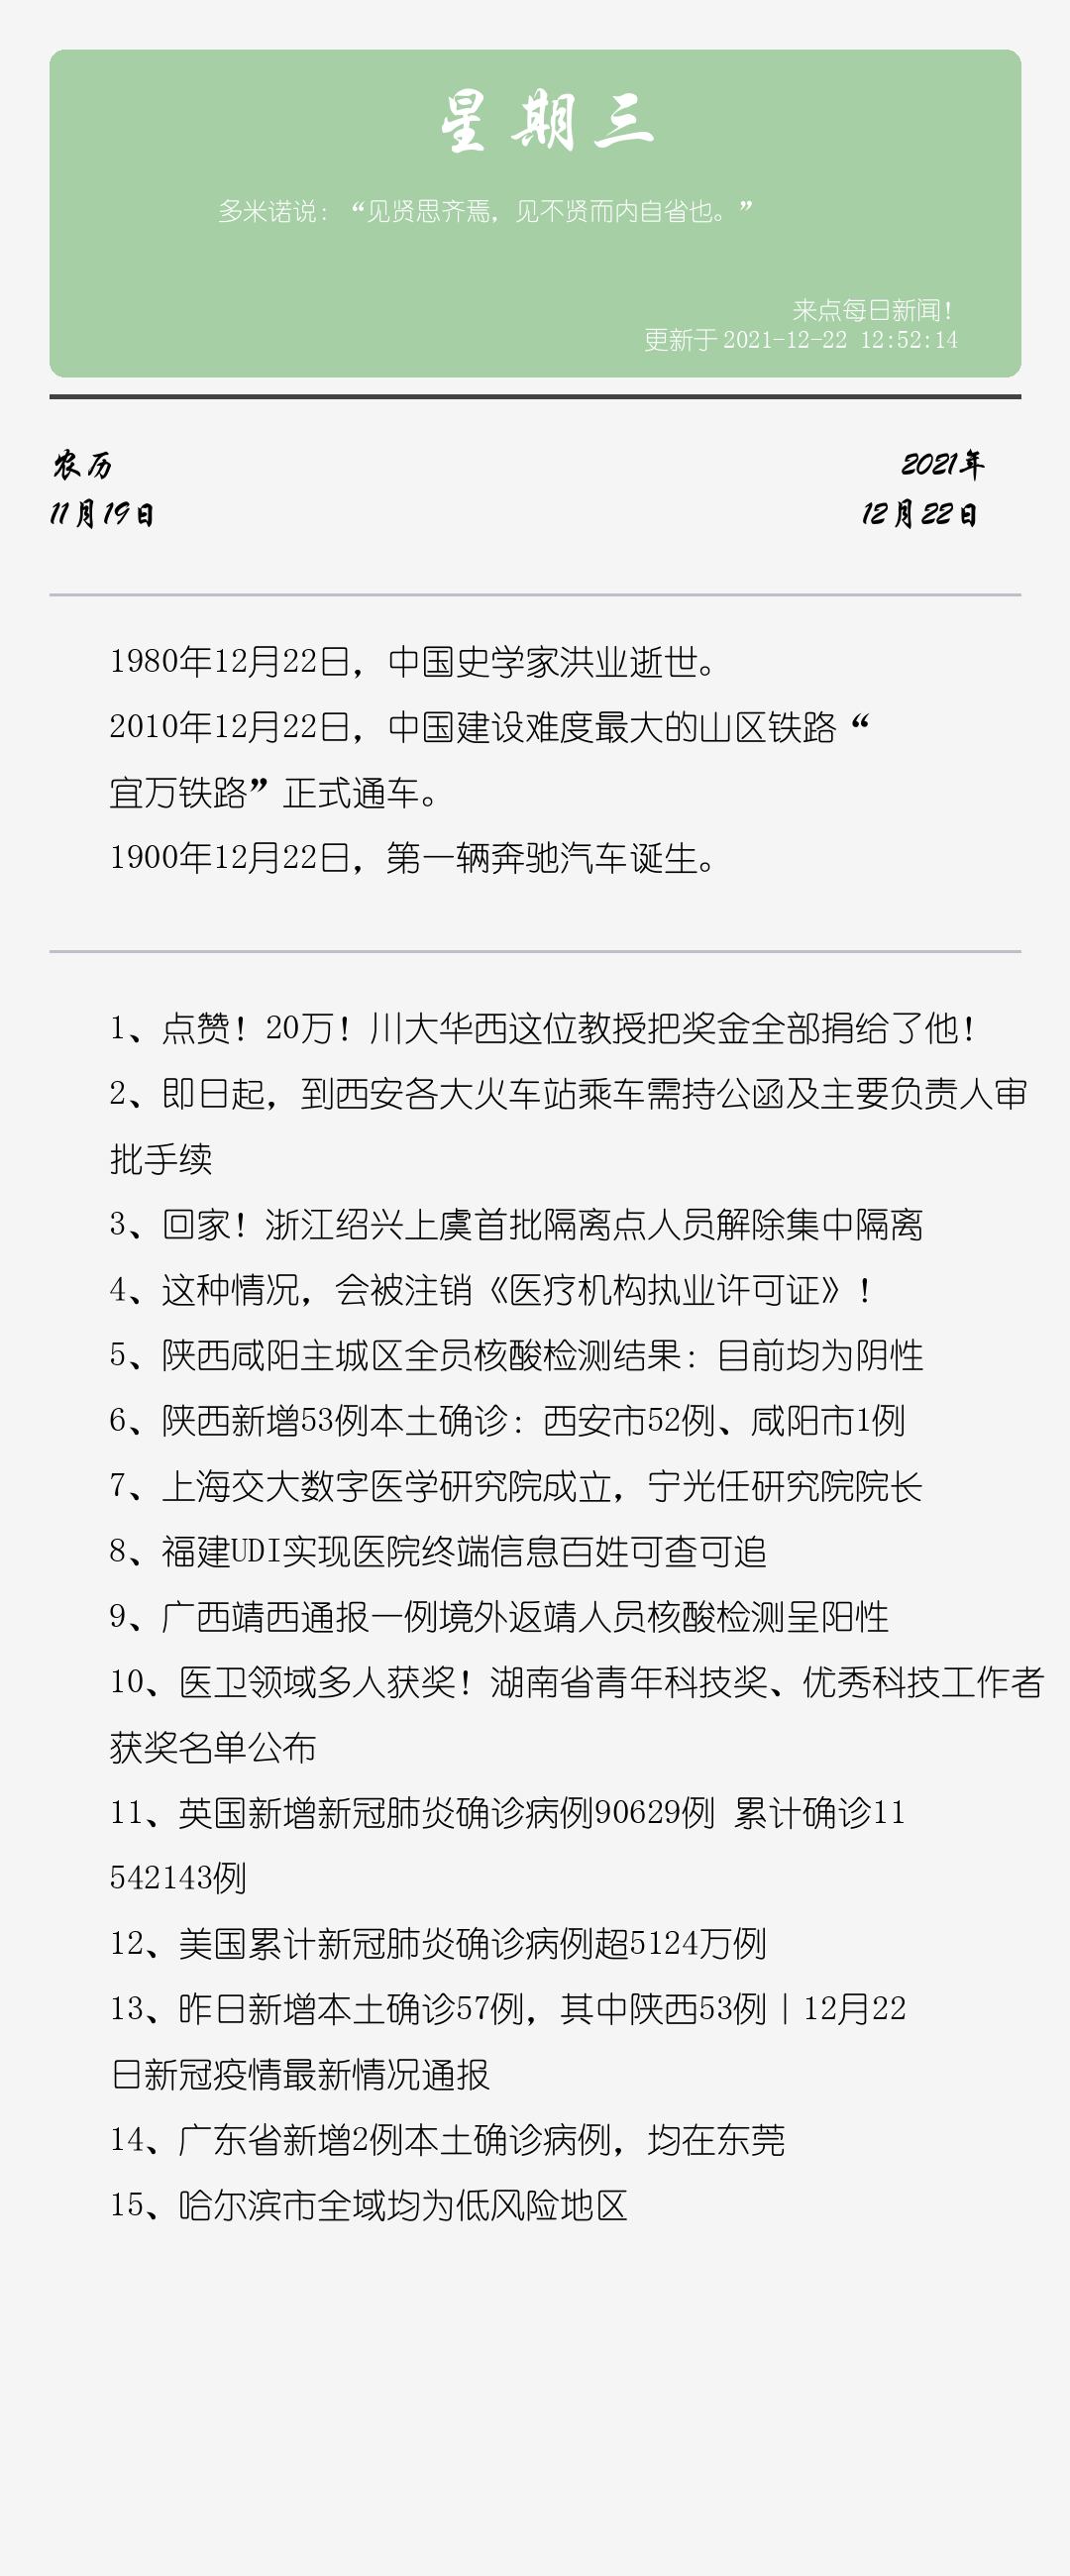 星期三
多米诺说：“见贤思齐焉，见不贤而内自省也。”
来点每日新闻！
更新于 2021-12-22 12:52:14
农历
2021年
11月19日
12月22日
1980年12月22日，中国史学家洪业逝世。
2010年12月22日，中国建设难度最大的山区铁路“
宜万铁路”正式通车。
1900年12月22日，第一辆奔驰汽车诞生。
1、点赞！20万！川大华西这位教授把奖金全部捐给了他！
2、即日起，到西安各大火车站乘车需持公函及主要负责人审
批手续
3、回家！浙江绍兴上虞首批隔离点人员解除集中隔离
4、这种情况，会被注销《医疗机构执业许可证》！
5、陕西咸阳主城区全员核酸检测结果：目前均为阴性
6、陕西新增53例本土确诊：西安市52例、咸阳市1例
7、上海交大数字医学研究院成立，宁光任研究院院长
8、福建UDI实现医院终端信息百姓可查可追
9、广西靖西通报一例境外返靖人员核酸检测呈阳性
10、医卫领域多人获奖！湖南省青年科技奖、优秀科技工作者
获奖名单公布
11、英国新增新冠肺炎确诊病例90629例 累计确诊11
542143例
12、美国累计新冠肺炎确诊病例超5124万例
13、昨日新增本土确诊57例，其中陕西53例｜12月22
日新冠疫情最新情况通报
14、广东省新增2例本土确诊病例，均在东莞
15、哈尔滨市全域均为低风险地区